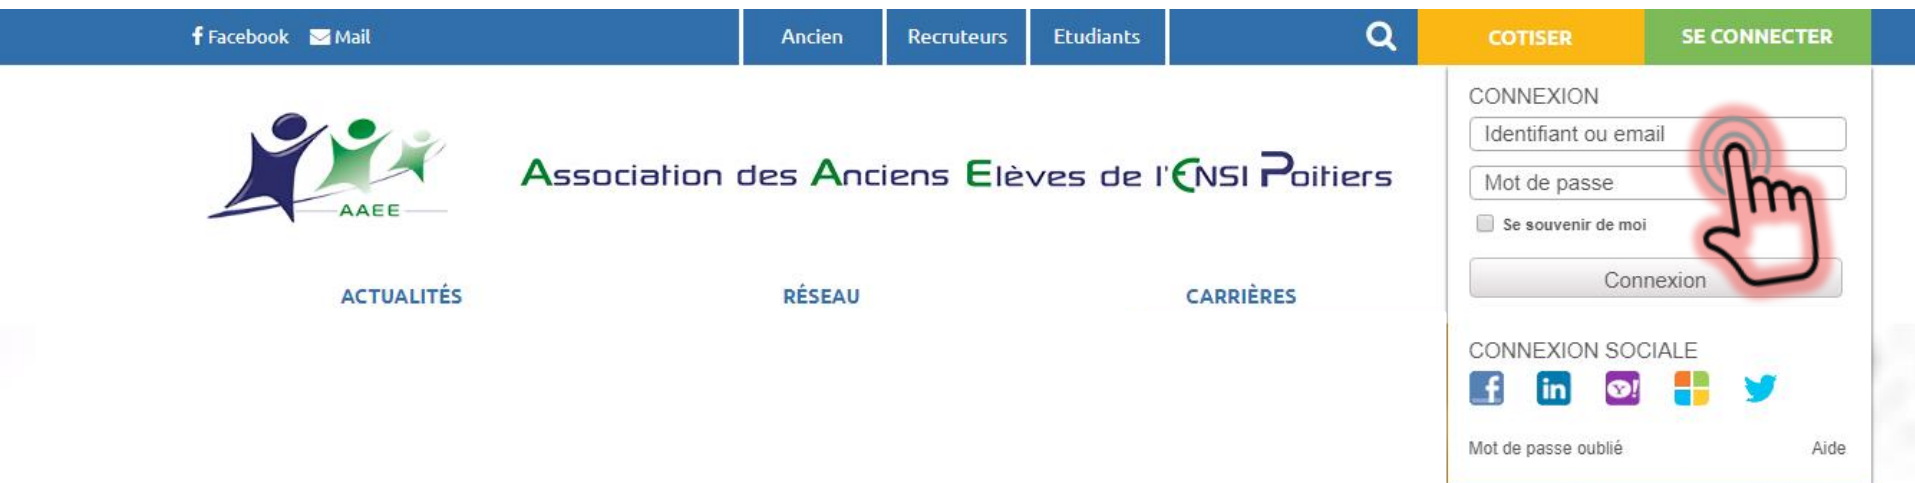 Facebook Mail Ancien Recruteurs Etudiants COTISER SE CONNECTER
CONNEXION
Identifiant ou email
Mot de passe
Se souvenir de moi
Connexion
AAEE
Association des Anciens Elèves de l'ENSI Poitiers
ACTUALITÉS RÉSEAU CARRIÈRES
CONNEXION SOCIALE
Mot de passe oublié Aide